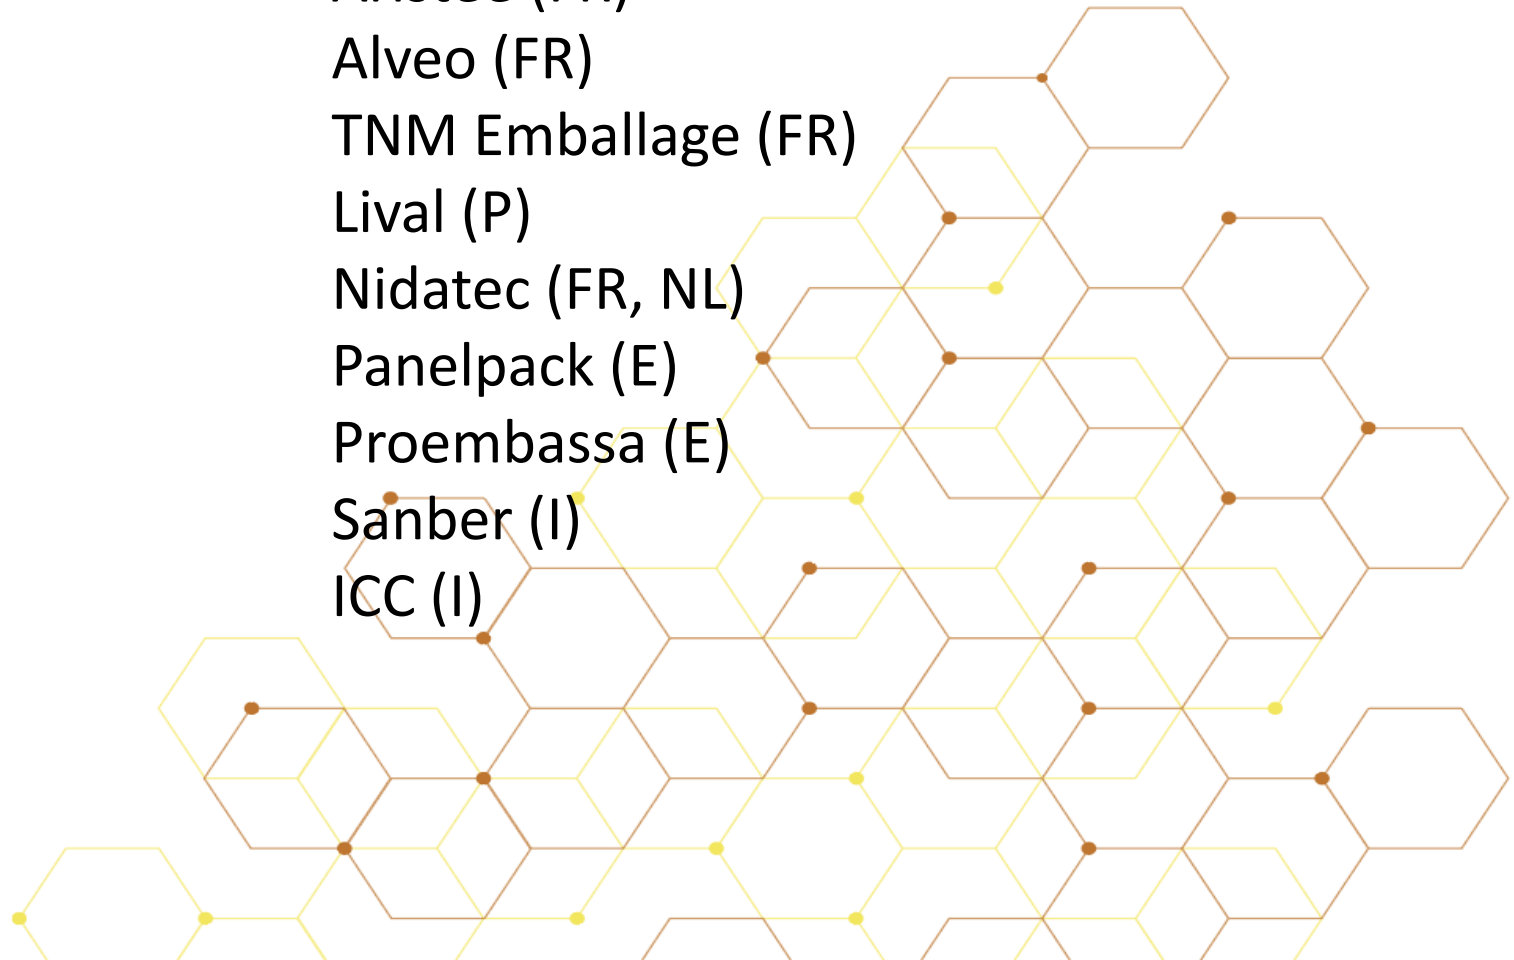 Alveo (FR)
TNM Emballage (FR)
Lival (P)
Nidatec (FR, NL)
Panelpack (E)
Proembassa (E)
Sanber (I)
ICC (I)